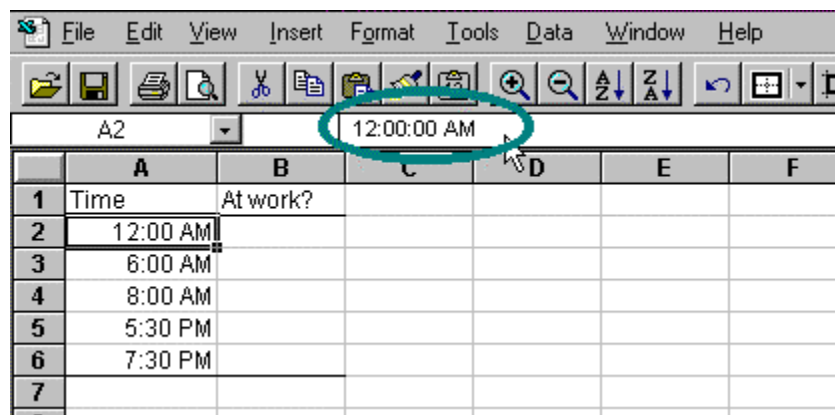 File Edit View Insert Format Tools Data Window Help
A2 12:00:00 AM
A B C D E F
1 Time At work?
2 12:00 AM
3 6:00 AM
4 8:00 AM
5 5:30 PM
6 7:30 PM
7